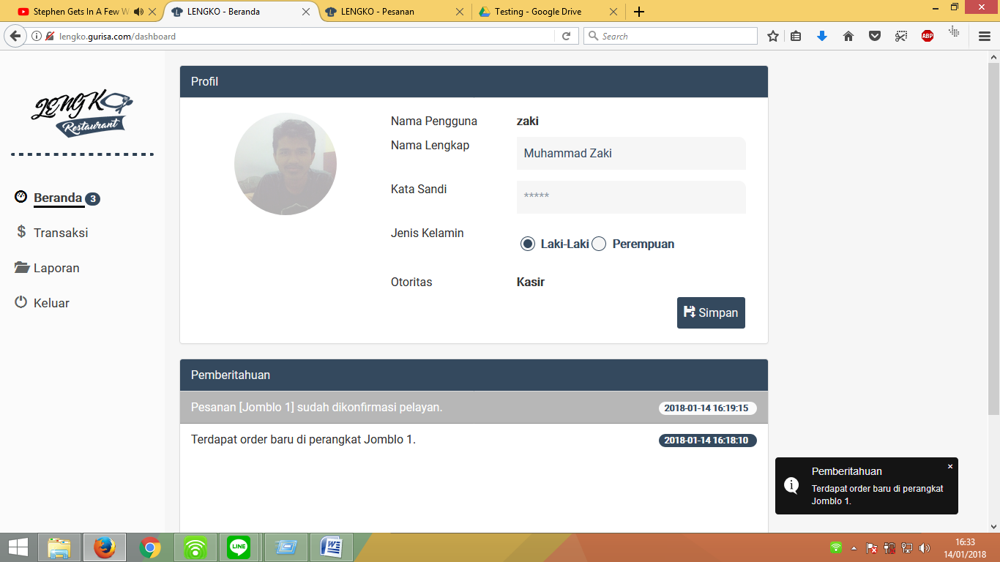 Stephen Gets In A Few W
LENGKO - Beranda
LENGKO - Pesanan
Testing - Google Drive
lengko.gurisa.com/dashboard
Search
ABP
LENGKO
Restaurant
Beranda 3
Transaksi
Laporan
Keluar
Profil
Nama Pengguna zaki
Nama Lengkap Muhammad Zaki
Kata Sandi *****
Jenis Kelamin Laki-Laki Perempuan
Otoritas Kasir
Simpan
Pemberitahuan
Pesanan [Jomblo 1] sudah dikonfirmasi pelayan. 2018-01-14 16:19:15
Terdapat order baru di perangkat Jomblo 1. 2018-01-14 16:18:10
Pemberitahuan
Terdapat order baru di perangkat
Jomblo 1.
LINE
16:33
14/01/2018